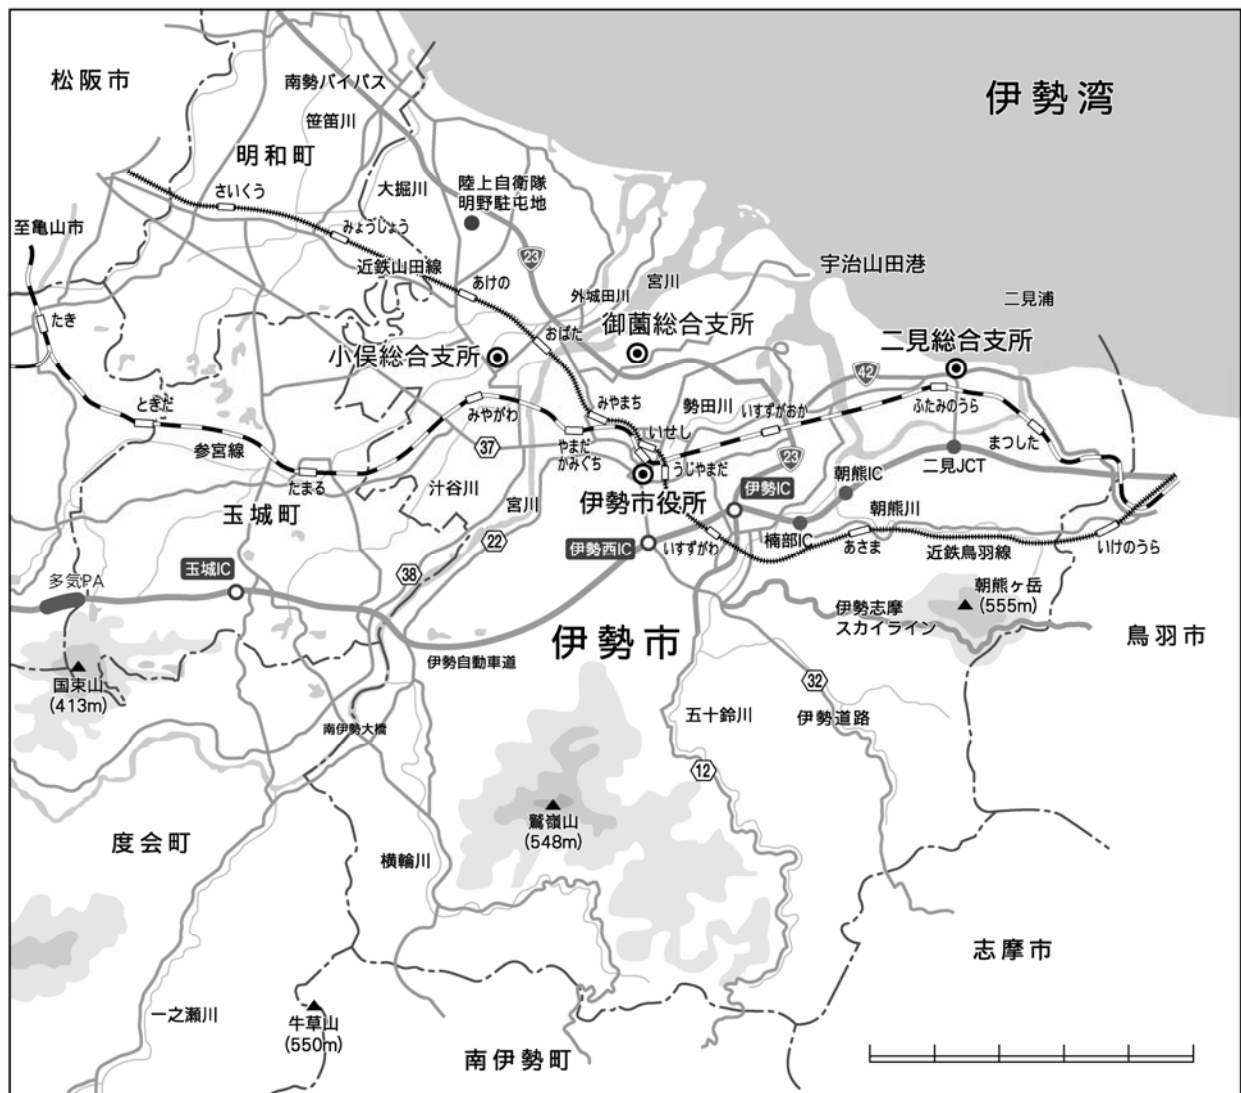 松阪市
南勢バイパス
伊勢湾
笹笛川
明和町
大掘川
陸上自衛隊
明野駐屯地
さいくう
至亀山市
みょうじょう
近鉄山田線
23
宇治山田港
あけの
宮川
外城田川
二見浦
たき
御薗総合支所
おばた
二見総合支所
小俣総合支所
42
ときだ
みやがわ
みやまち
勢田川
いすずがおか
ふたみのうら
参宮線
37
やまだ
かみぐち
いせし
まつした
たまる
うじやまだ
23
二見JCT
朝熊IC
汁谷川
宮川
伊勢市役所
伊勢IC
玉城町
朝熊川
22
伊勢西IC
いすずがわ
楠部IC
あさま
近鉄鳥羽線
いけのうら
多気PA
玉城IC
38
朝熊ヶ岳
(555m)
伊勢志摩
スカイライン
伊勢市
鳥羽市
伊勢自動車道
国束山
(413m)
32
南伊勢大橋
五十鈴川
伊勢道路
12
鷲嶺山
(548m)
度会町
横輪川
志摩市
一之瀬川
牛草山
(550m)
南伊勢町